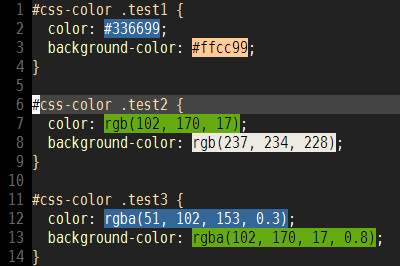 1 #css-color .test1 {
2   color: #336699;
3   background-color: #ffcc99;
4 }
5
6 #css-color .test2 {
7   color: rgb(102, 170, 17);
8   background-color: rgb(237, 234, 228);
9 }
10
11 #css-color .test3 {
12   color: rgba(51, 102, 153, 0.3);
13   background-color: rgba(102, 170, 17, 0.8);
14 }